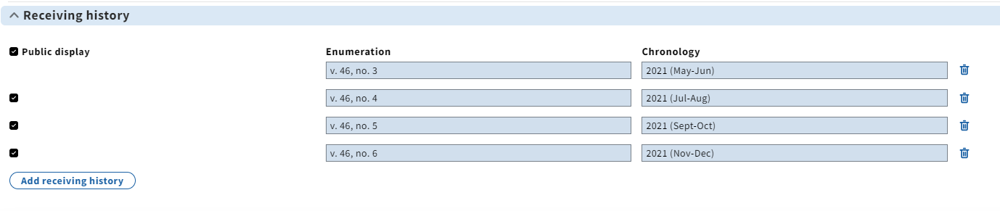 Receiving history
Public display Enumeration Chronology
v. 46, no. 3 2021 (May-Jun)
v. 46, no. 4 2021 (Jul-Aug)
v. 46, no. 5 2021 (Sept-Oct)
v. 46, no. 6 2021 (Nov-Dec)
Add receiving history